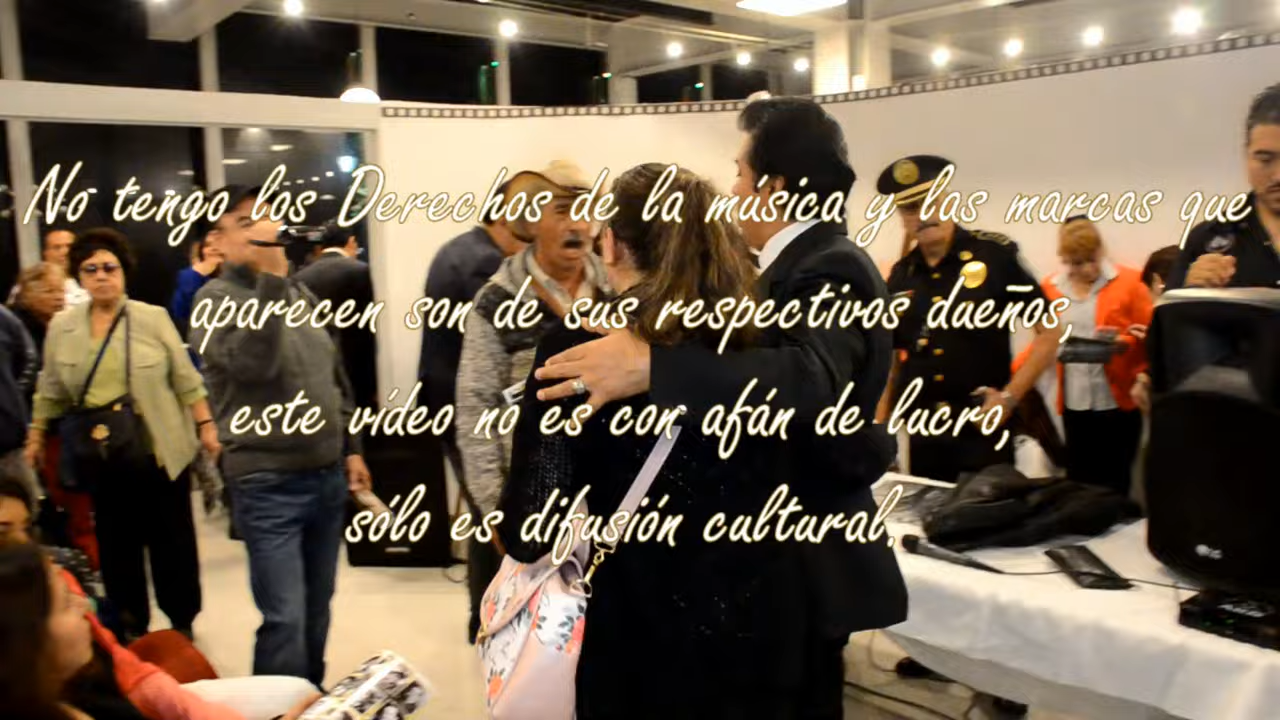 No tengo los Derechos de la música y las marcas que
aparecen son de sus respectivos dueños,
este vídeo no es con afán de lucro,
sólo es difusión cultural.
LG